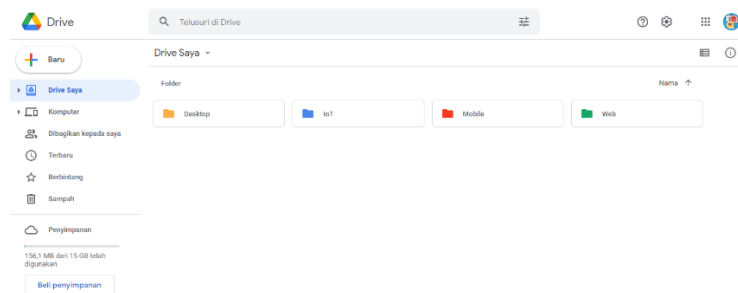 Drive
Telusuri di Drive
Baru
Drive Saya
Drive Saya
Komputer
Dibagikan kepada saya
Terbaru
Berbintang
Sampah
Penyimpanan
156,1 MB dari 15 GB telah
digunakan
Beli penyimpanan
Folder
Nama
Desktop
IoT
Mobile
Web